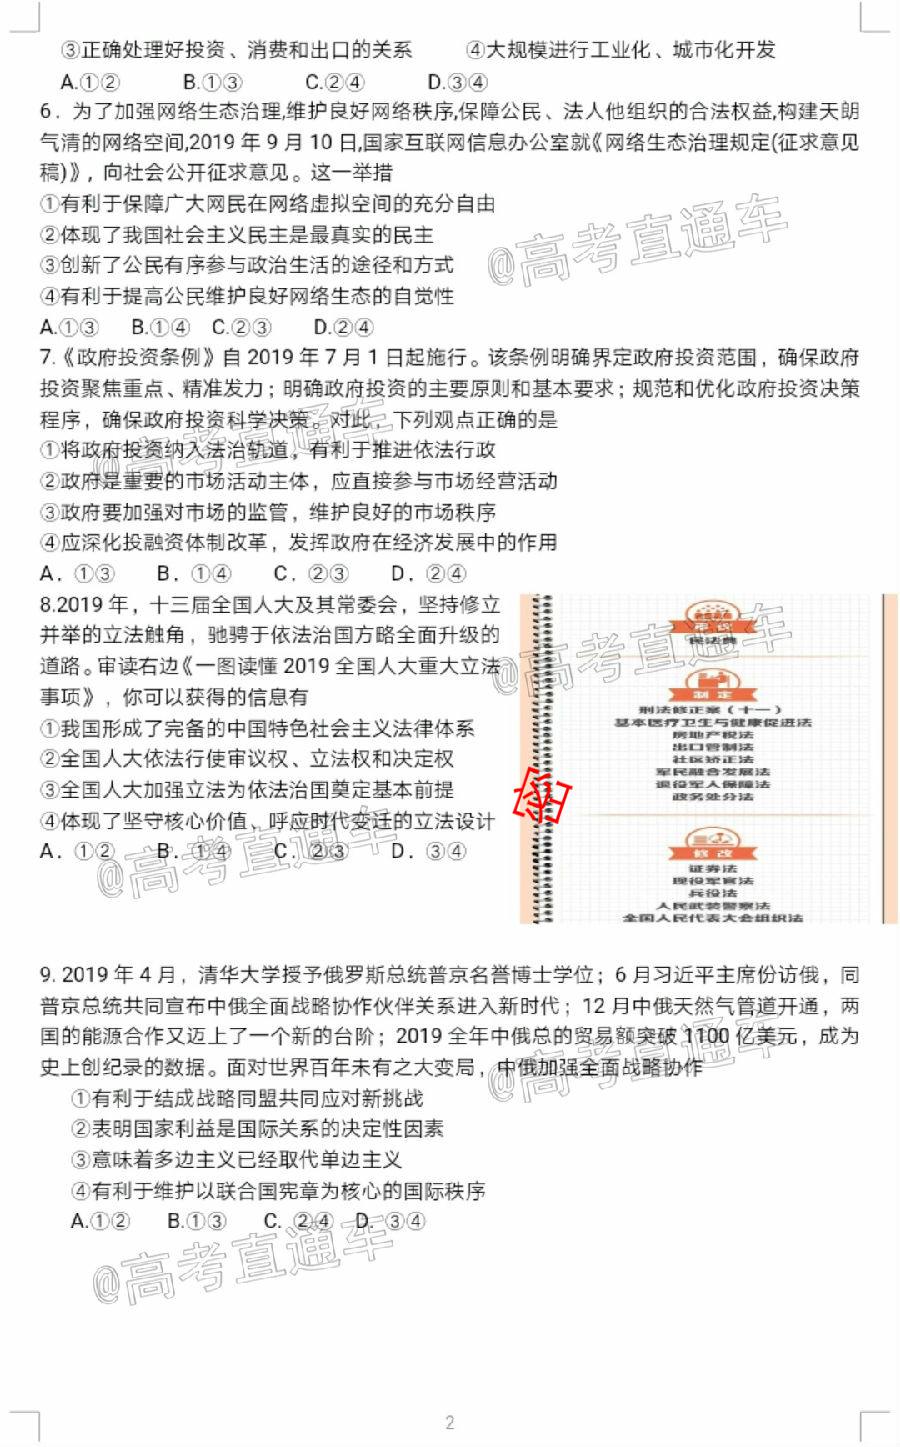 ③正确处理好投资、消费和出口的关系 ④大规模进行工业化、城市化开发
A.①② B.①③ C.②④ D.③④
6．为了加强网络生态治理,维护良好网络秩序,保障公民、法人他组织的合法权益,构建天朗
气清的网络空间,2019 年 9 月 10 日,国家互联网信息办公室就《网络生态治理规定(征求意见
稿)》，向社会公开征求意见。这一举措
①有利于保障广大网民在网络虚拟空间的充分自由
②体现了我国社会主义民主是最真实的民主
③创新了公民有序参与政治生活的途径和方式
④有利于提高公民维护良好网络生态的自觉性
A.①③ B.①④ C.②③ D.②④
@高考直通车
7.《政府投资条例》自 2019 年 7 月 1 日起施行。该条例明确界定政府投资范围，确保政府
投资聚焦重点、精准发力；明确政府投资的主要原则和基本要求；规范和优化政府投资决策
程序，确保政府投资科学决策。对此，下列观点正确的是
①将政府投资纳入法治轨道，有利于推进依法行政
②政府是重要的市场活动主体，应直接参与市场经营活动
③政府要加强对市场的监管，维护良好的市场秩序
④应深化投融资体制改革，发挥政府在经济发展中的作用
A．①③ B．①④ C．②③ D．②④
@高考直通车
8.2019 年，十三届全国人大及其常委会，坚持修立
并举的立法触角，驰骋于依法治国方略全面升级的
道路。审读右边《一图读懂 2019 全国人大重大立法
事项》，你可以获得的信息有
①我国形成了完备的中国特色社会主义法律体系
②全国人大依法行使审议权、立法权和决定权
③全国人大加强立法为依法治国奠定基本前提
④体现了坚守核心价值、呼应时代变迁的立法设计
A．①② B．①④ C．②③ D．③④
@高考直通车
审议
民法典
制定
刑法修正案（十一）
基本医疗卫生与健康促进法
房地产税法
出口管制法
社区矫正法
军民融合发展法
退役军人保障法
政务处分法
修改
证券法
现役军官法
兵役法
人民武装警察法
全国人民代表大会组织法
@高考直通车
密
9. 2019 年 4 月，清华大学授予俄罗斯总统普京名誉博士学位；6 月习近平主席份访俄，同
普京总统共同宣布中俄全面战略协作伙伴关系进入新时代；12 月中俄天然气管道开通，两
国的能源合作又迈上了一个新的台阶；2019 全年中俄总的贸易额突破 1100 亿美元，成为
史上创纪录的数据。面对世界百年未有之大变局，中俄加强全面战略协作
①有利于结成战略同盟共同应对新挑战
②表明国家利益是国际关系的决定性因素
③意味着多边主义已经取代单边主义
④有利于维护以联合国宪章为核心的国际秩序
A.①② B.①③ C. ②④ D. ③④
@高考直通车
@高考直通车
2